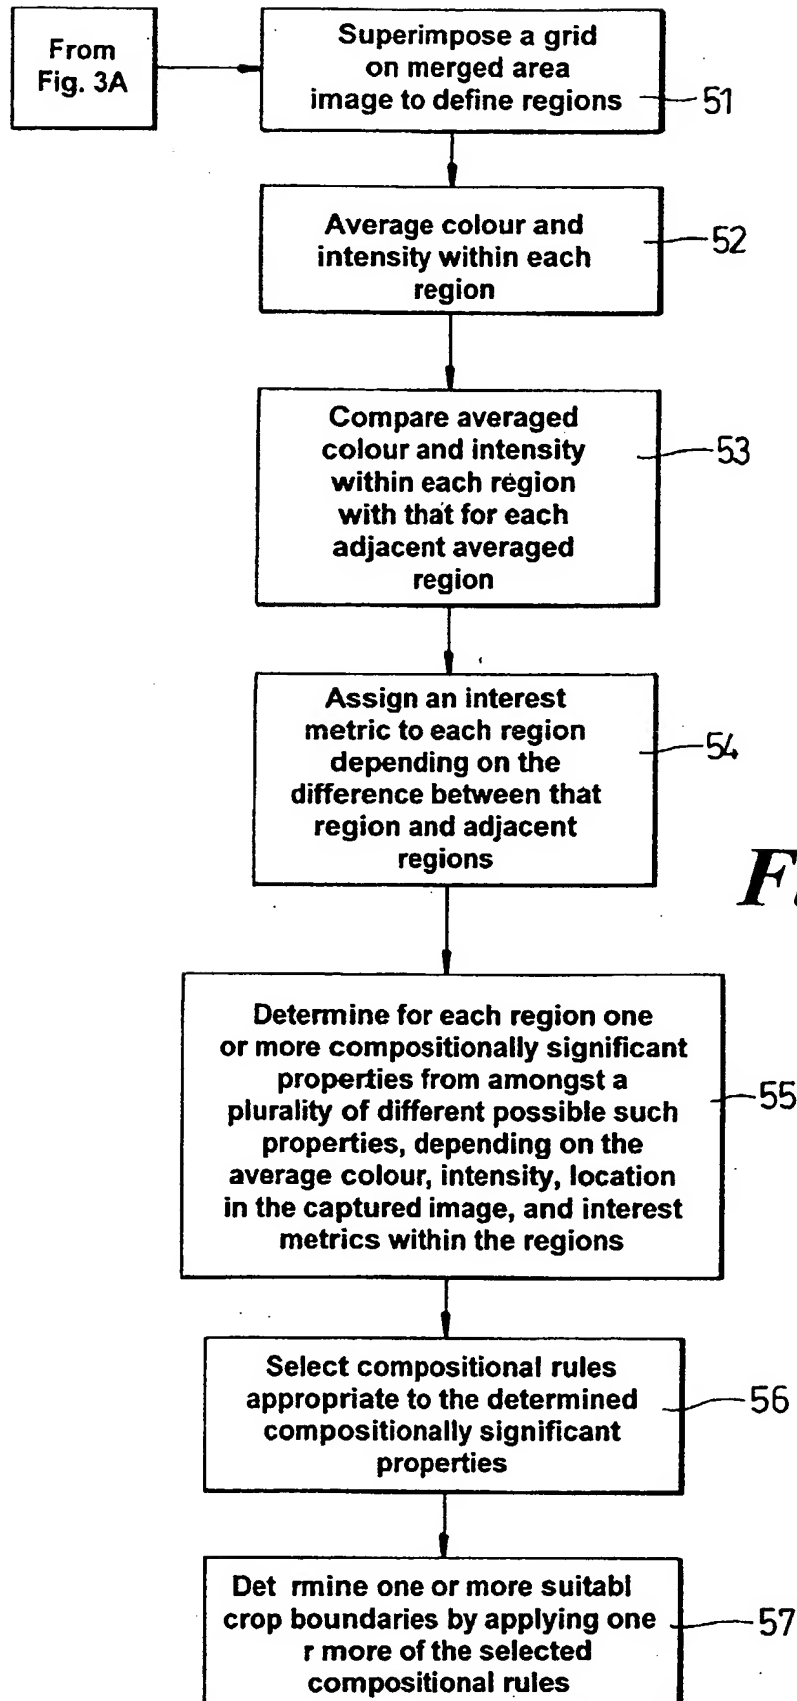 From
Fig. 3A
Superimpose a grid
on merged area
image to define regions
51
Average colour and
intensity within each
region
52
Compare averaged
colour and intensity
within each region
with that for each
adjacent averaged
region
53
Assign an interest
metric to each region
depending on the
difference between that
region and adjacent
regions
54
Determine for each region one
or more compositionally significant
properties from amongst a
plurality of different possible such
properties, depending on the
average colour, intensity, location
in the captured image, and interest
metrics within the regions
55
Select compositional rules
appropriate to the determined
compositionally significant
properties
56
Det rmine one or more suitabl
crop boundaries by applying one
r more of the selected
compositional rules
57